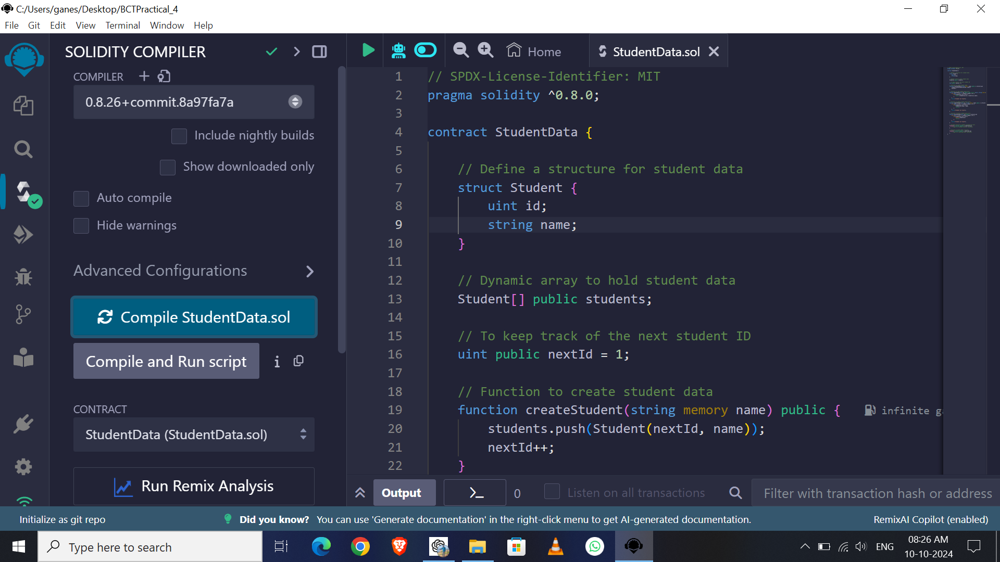 C:/Users/ganes/Desktop/BCTPractical_4
File Git Edit View Terminal Window Help
SOLIDITY COMPILER
COMPILER
0.8.26+commit.8a97fa7a
Include nightly builds
Show downloaded only
Auto compile
Hide warnings
Advanced Configurations
Compile StudentData.sol
Compile and Run script
CONTRACT
StudentData (StudentData.sol)
Run Remix Analysis
Home
StudentData.sol
1 // SPDX-License-Identifier: MIT
2 pragma solidity ^0.8.0;
3
4 contract StudentData {
5
6 // Define a structure for student data
7 struct Student {
8 uint id;
9 string name;
10 }
11
12 // Dynamic array to hold student data
13 Student[] public students;
14
15 // To keep track of the next student ID
16 uint public nextId = 1;
17
18 // Function to create student data
19 function createStudent(string memory name) public { infinite
20 students.push(Student(nextId, name));
21 nextId++;
22 }
Output >_ 0 Listen on all transactions Filter with transaction hash or address
Initialize as git repo
Did you know? You can use 'Generate documentation' in the right-click menu to get AI-generated documentation.
RemixAI Copilot (enabled)
Type here to search
ENG
08:26 AM
10-10-2024